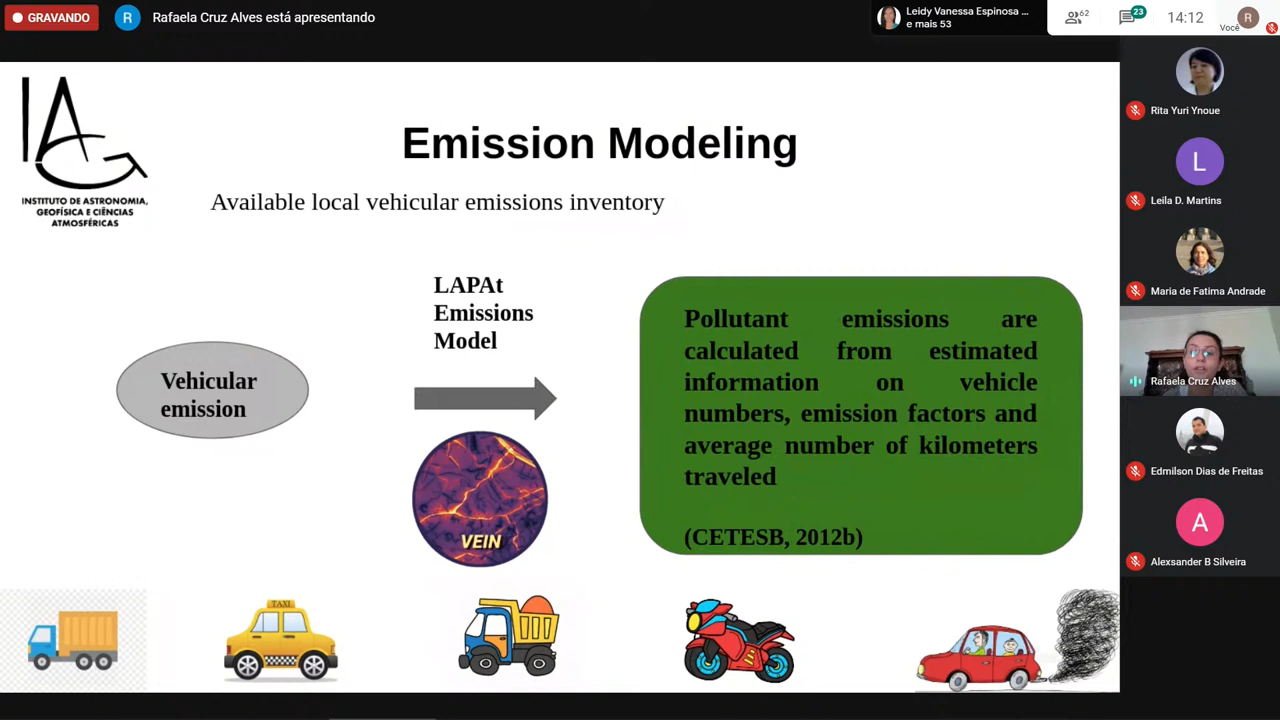 GRAVANDO
R
Rafaela Cruz Alves está apresentando
Leidy Vanessa Espinosa ...
e mais 53
62
23
14:12
Você
R
IAG
INSTITUTO DE ASTRONOMIA,
GEOFÍSICA E CIÊNCIAS
ATMOSFÉRICAS
Emission Modeling
Available local vehicular emissions inventory
LAPAt
Emissions
Model
Vehicular
emission
VEIN
Pollutant emissions are
calculated from estimated
information on vehicle
numbers, emission factors and
average number of kilometers
traveled
(CETESB, 2012b)
TAXI
Rita Yuri Ynoue
L
Leila D. Martins
Maria de Fatima Andrade
Rafaela Cruz Alves
Edmilson Dias de Freitas
A
Alexsander B Silveira